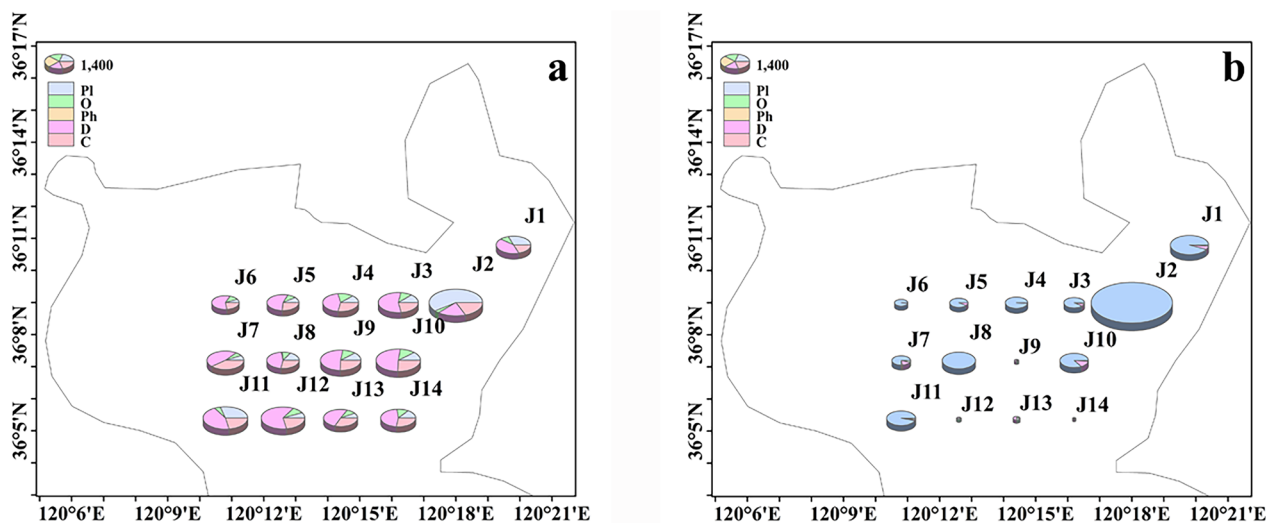 a
1,400
Pl
O
Ph
D
C
36°17'N
36°14'N
36°11'N
36°8'N
36°5'N
J1
J2
J6
J5
J4
J3
J7
J8
J9
J10
J11
J12
J13
J14
120°6'E
120°9'E
120°12'E
120°15'E
120°18'E
120°21'E
b
1,400
Pl
O
Ph
D
C
36°17'N
36°14'N
36°11'N
36°8'N
36°5'N
J1
J2
J6
J5
J4
J3
J7
J8
J9
J10
J11
J12
J13
J14
120°6'E
120°9'E
120°12'E
120°15'E
120°18'E
120°21'E